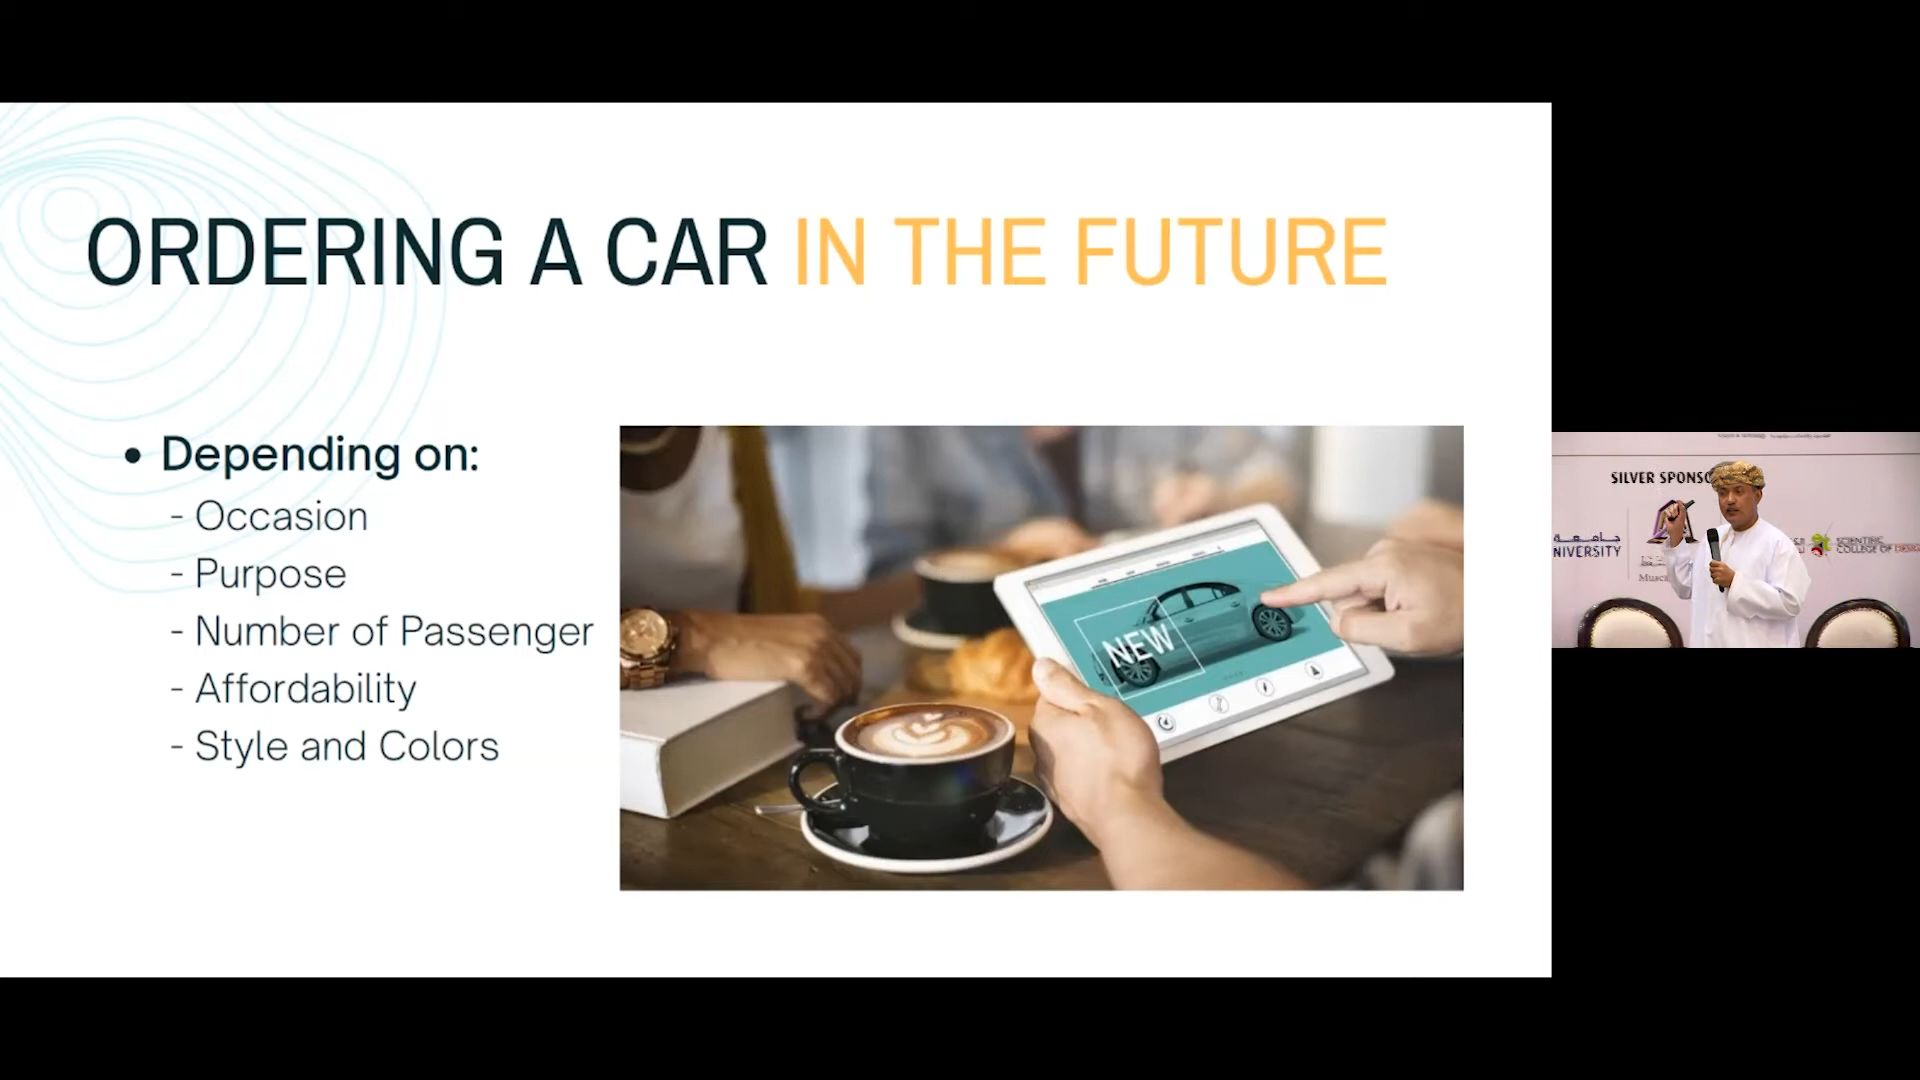 ORDERING A CAR IN THE FUTURE
• Depending on:
- Occasion
- Purpose
- Number of Passenger
- Affordability
- Style and Colors
NEW
SILVER SPONSO
جامعة
NIVERSITY
SCIENTIFIC
COLLEGE OF DESIG